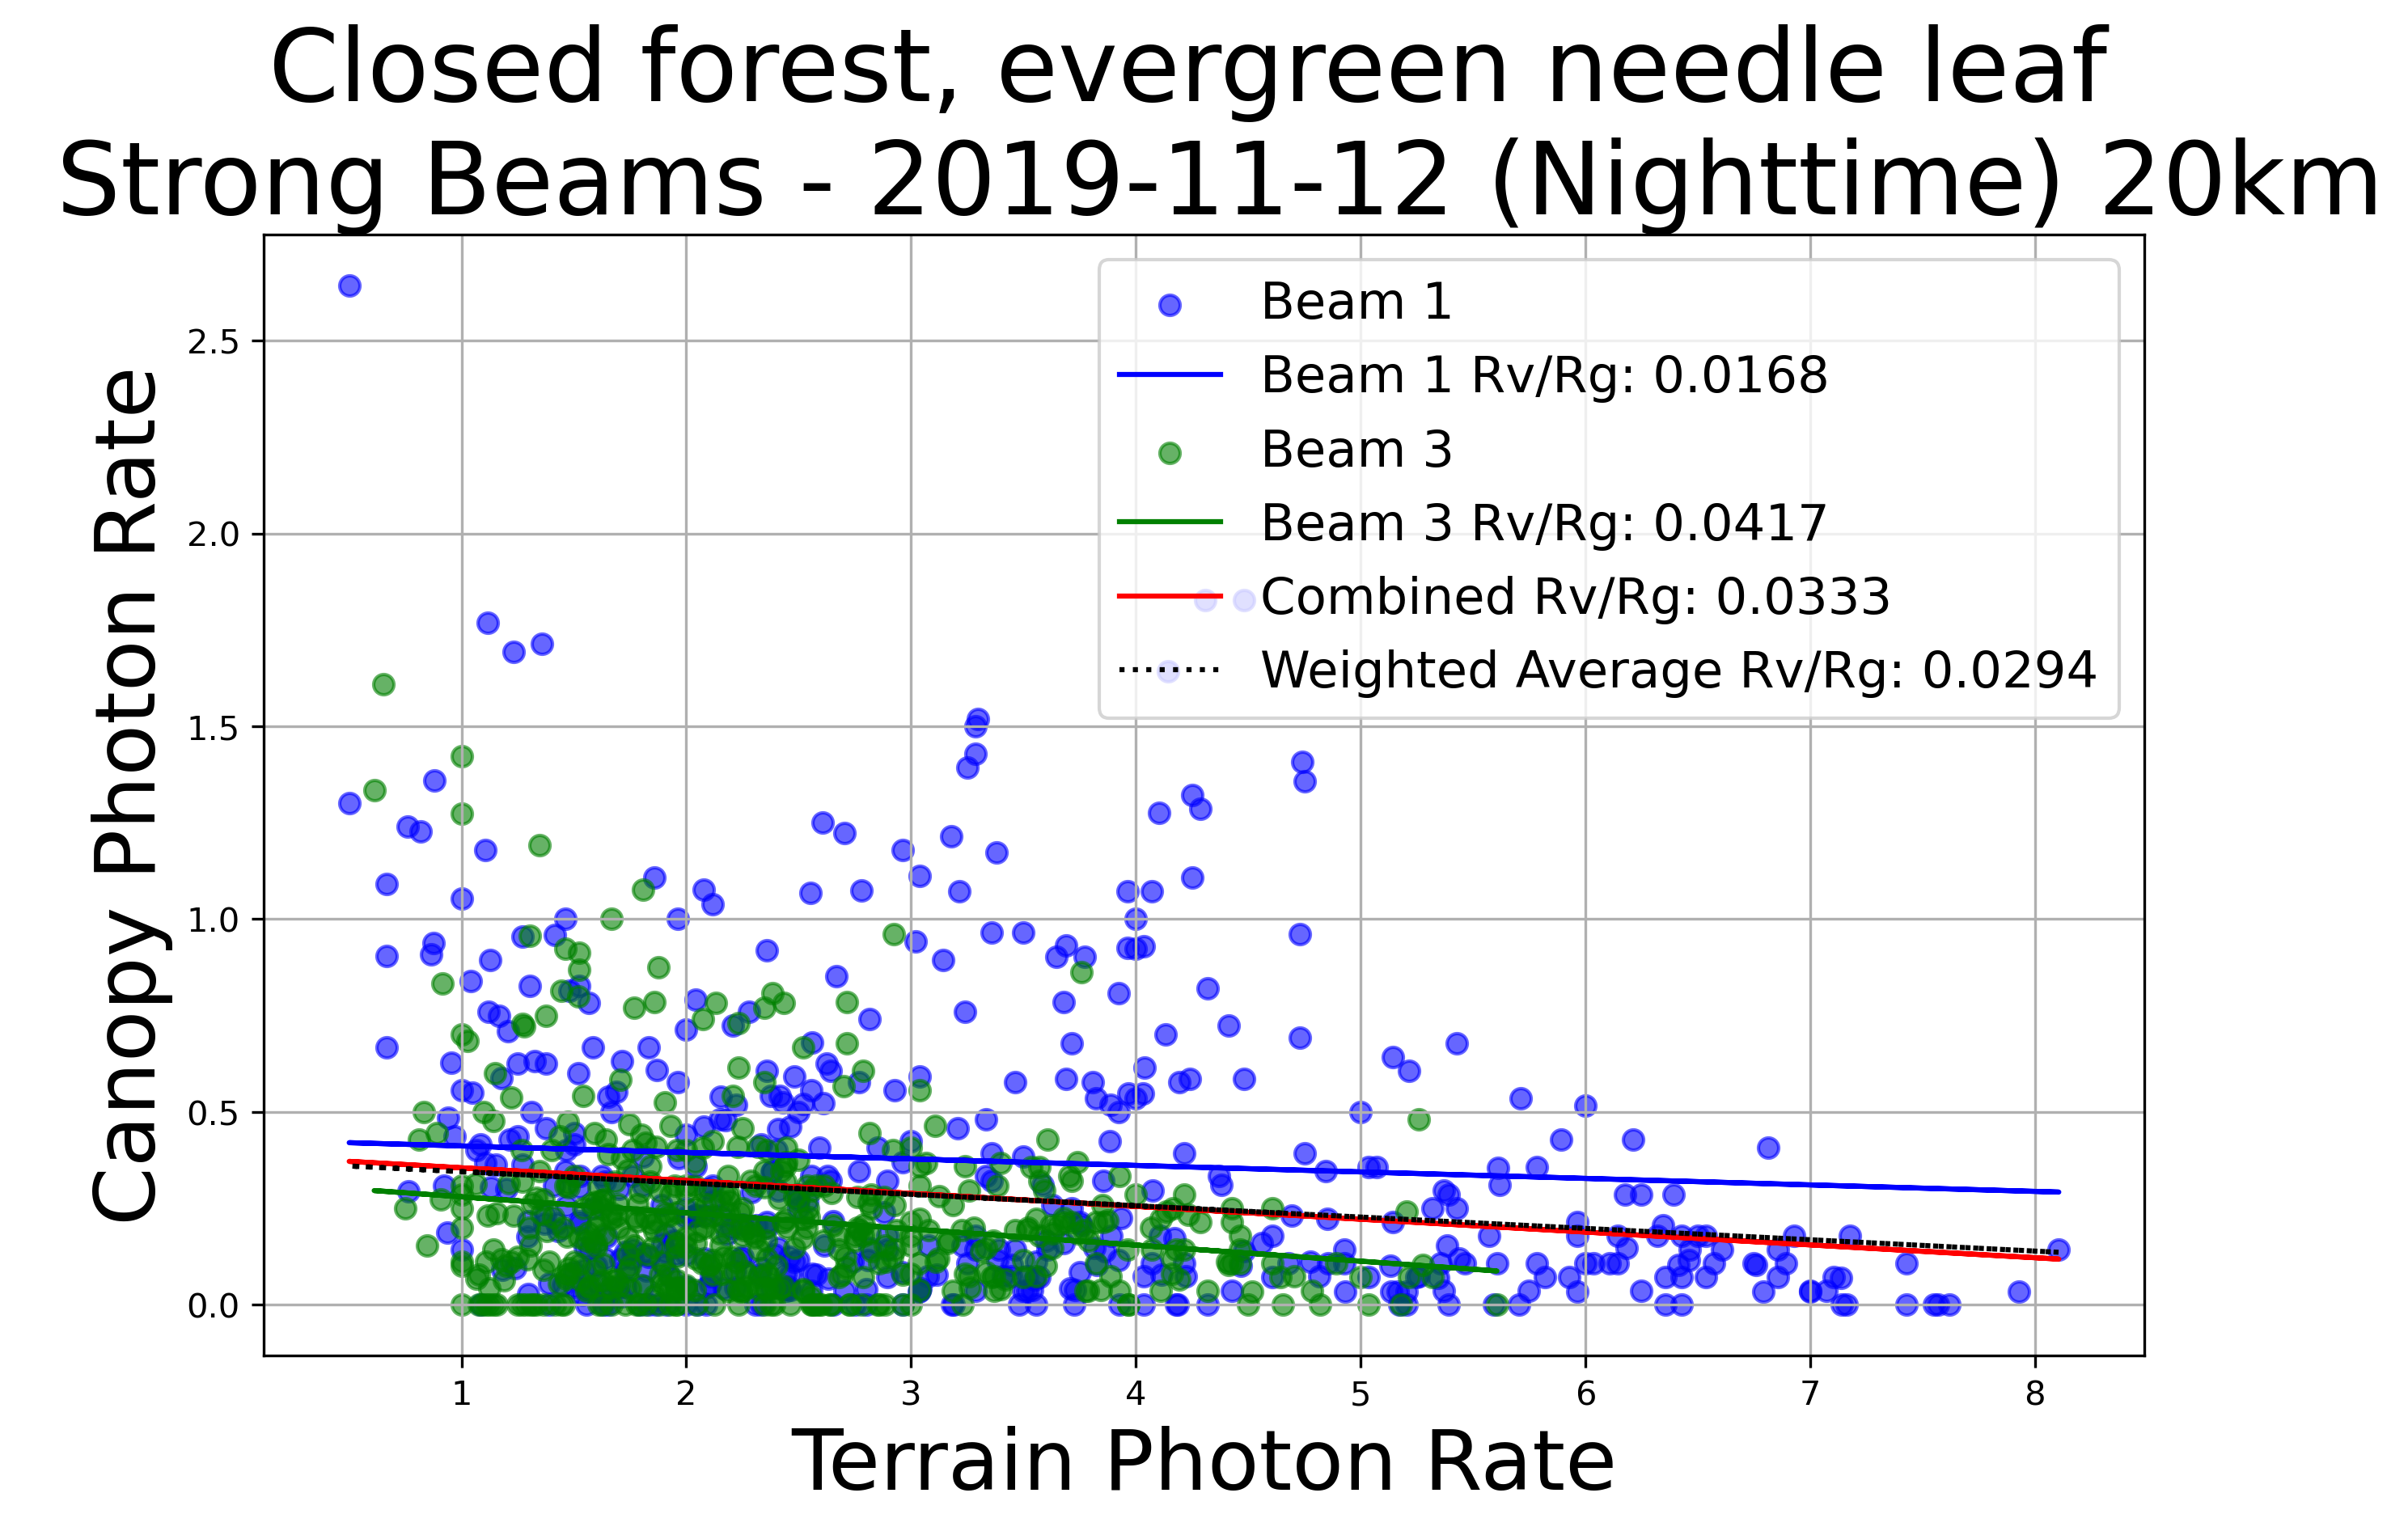 Closed forest, evergreen needle leaf
Strong Beams - 2019-11-12 (Nighttime) 20km
Canopy Photon Rate
2.5
2.0
1.5
1.0
0.5
0.0
Beam 1
Beam 1 Rv/Rg: 0.0168
Beam 3
Beam 3 Rv/Rg: 0.0417
Combined Rv/Rg: 0.0333
Weighted Average Rv/Rg: 0.0294
1 2 3 4 5 6 7 8
Terrain Photon Rate